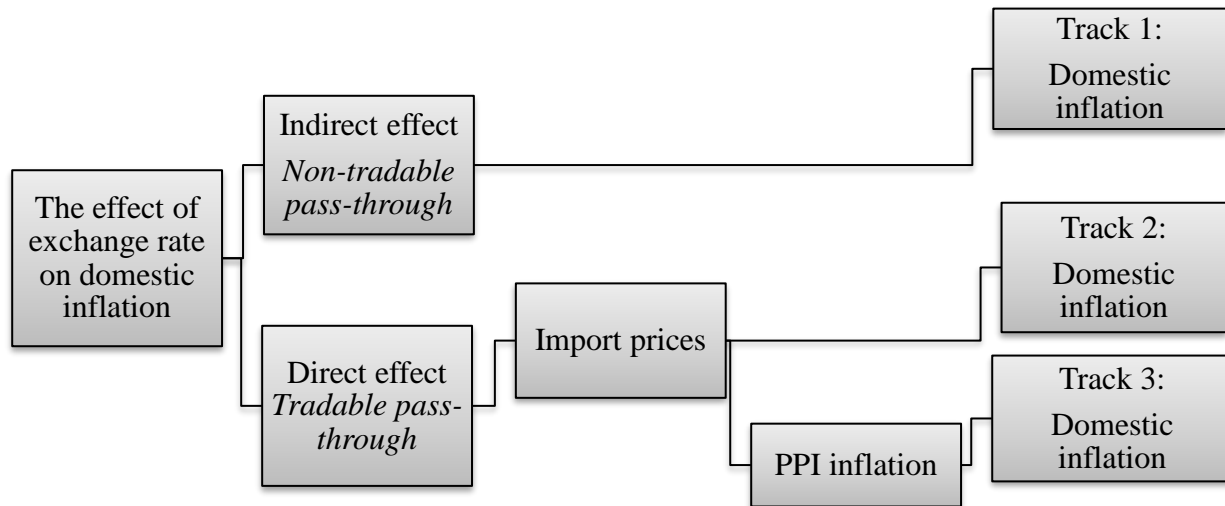 The effect of
exchange rate
on domestic
inflation
Indirect effect
Non-tradable
pass-through
Track 1:
Domestic
inflation
Direct effect
Tradable pass-
through
Import prices
Track 2:
Domestic
inflation
PPI inflation
Track 3:
Domestic
inflation